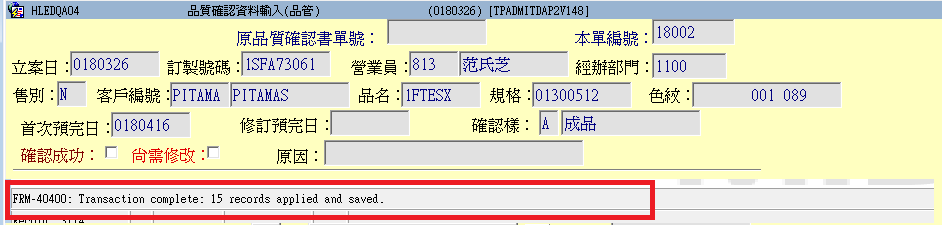 HLEDQA04 品質確認資料輸入(品管) (0180326) [TPADMITDAP2V148]
原品質確認書單號： 本單編號：18002
立案日：0180326 訂製號碼：1SFA73061 營業員：813 范氏芝 經辦部門：1100
售別：N 客戶編號：PITAMA PITAMAS 品名：1FTESX 規格：01300512 色紋： 001 089
首次預完日：0180416 修訂預完日： 確認樣： A 成品
確認成功： 尚需修改： 原因：
FRM-40400: Transaction complete: 15 records applied and saved.